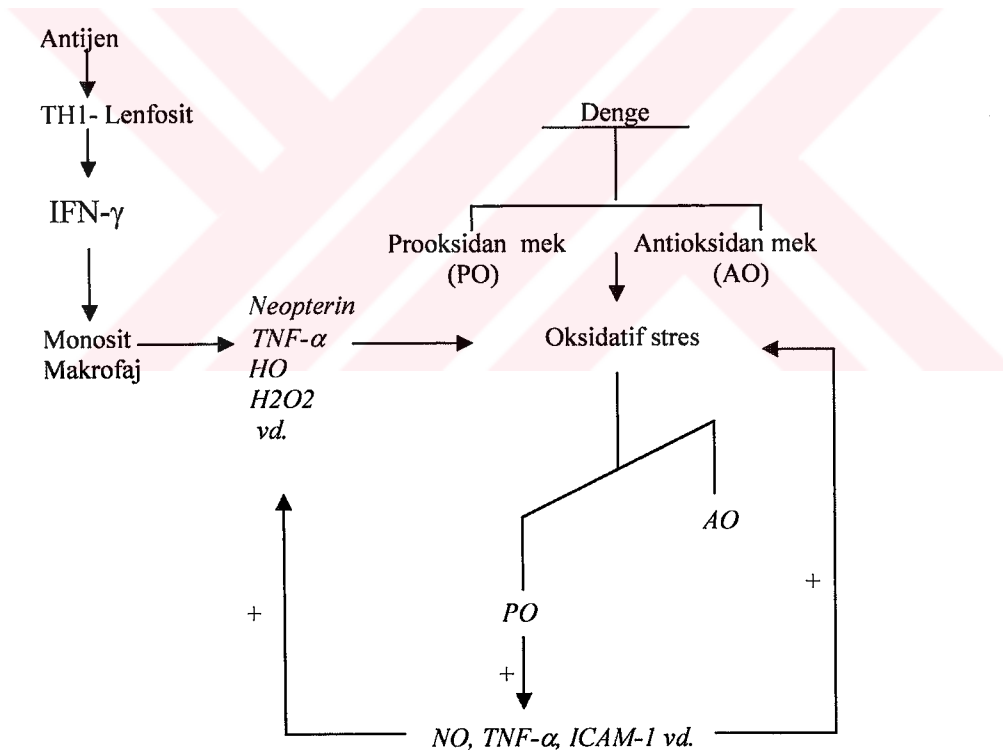 Antijen
TH1- Lenfosit
IFN-γ
Monosit
Makrofaj
Neopterin
TNF-α
HO
H2O2
vd.
Denge
Prooksidan mek
(PO)
Antioksidan mek
(AO)
Oksidatif stres
AO
PO
+
+
+
NO, TNF-α, ICAM-1 vd.